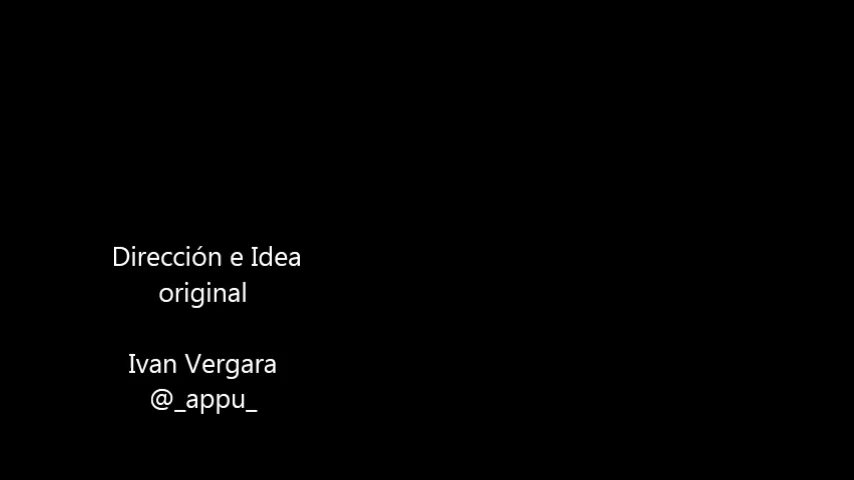 Dirección e Idea
original
Ivan Vergara
@_appu_